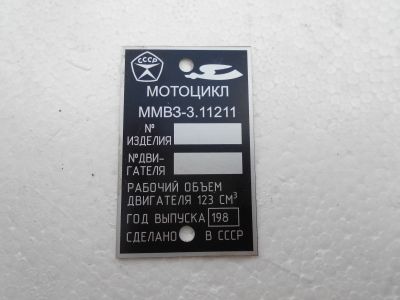 СССР
МОТОЦИКЛ
ММВЗ-3.11211
№
ИЗДЕЛИЯ
№ДВИ-
ГАТЕЛЯ
РАБОЧИЙ ОБЪЕМ
ДВИГАТЕЛЯ 123 СМ³
ГОД ВЫПУСКА 198
СДЕЛАНО В СССР